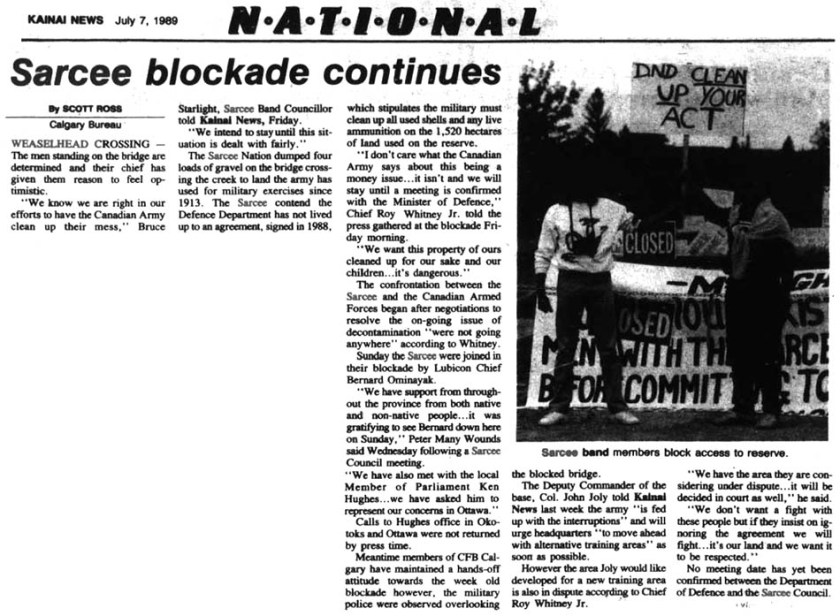 KAINAI NEWS July 7, 1989
N•A•T•I•O•N•A•L
Sarcee blockade continues
By SCOTT ROSS
Calgary Bureau
WEASELHEAD CROSSING —
The men standing on the bridge are
determined and their chief has
given them reason to feel op-
timistic.
"We know we are right in our
efforts to have the Canadian Army
clean up their mess," Bruce
Starlight, Sarcee Band Councillor
told Kainai News, Friday.
"We intend to stay until this sit-
uation is dealt with fairly."
The Sarcee Nation dumped four
loads of gravel on the bridge cross-
ing the creek to land the army has
used for military exercises since
1913. The Sarcee contend the
Defence Department has not lived
up to an agreement, signed in 1988,
which stipulates the military must
clean up all used shells and any live
ammunition on the 1,520 hectares
of land used on the reserve.
"I don't care what the Canadian
Army says about this being a
money issue...it isn't and we will
stay until a meeting is confirmed
with the Minister of Defence,"
Chief Roy Whitney Jr. told the
press gathered at the blockade Fri-
day morning.
"We want this property of ours
cleaned up for our sake and our
children...it's dangerous."
The confrontation between the
Sarcee and the Canadian Armed
Forces began after negotiations to
resolve the on-going issue of
decontamination "were not going
anywhere" according to Whitney.
Sunday the Sarcee were joined in
their blockade by Lubicon Chief
Bernard Ominayak.
"We have support from through-
out the province from both native
and non-native people...it was
gratifying to see Bernard down here
on Sunday," Peter Many Wounds
said Wednesday following a Sarcee
Council meeting.
"We have also met with the local
Member of Parliament Ken
Hughes...we have asked him to
represent our concerns in Ottawa."
Calls to Hughes office in Oko-
toks and Ottawa were not returned
by press time.
Meantime members of CFB Cal-
gary have maintained a hands-off
attitude towards the week old
blockade however, the military
police were observed overlooking
DND CLEAN
UP YOUR
ACT
CLOSED
OSED
WITH TH
COMMIT TO
Sarcee band members block access to reserve.
the blocked bridge.
The Deputy Commander of the
base, Col. John Joly told Kainai
News last week the army "is fed
up with the interruptions" and will
urge headquarters "to move ahead
with alternative training areas" as
soon as possible.
However the area Joly would like
developed for a new training area
is also in dispute according to Chief
Roy Whitney Jr.
"We have the area they are con-
sidering under dispute...it will be
decided in court as well," he said.
"We don't want a fight with
these people but if they insist on ig-
noring the agreement we will
fight...it's our land and we want it
to be respected."
No meeting date has yet been
confirmed between the Department
of Defence and the Sarcee Council.